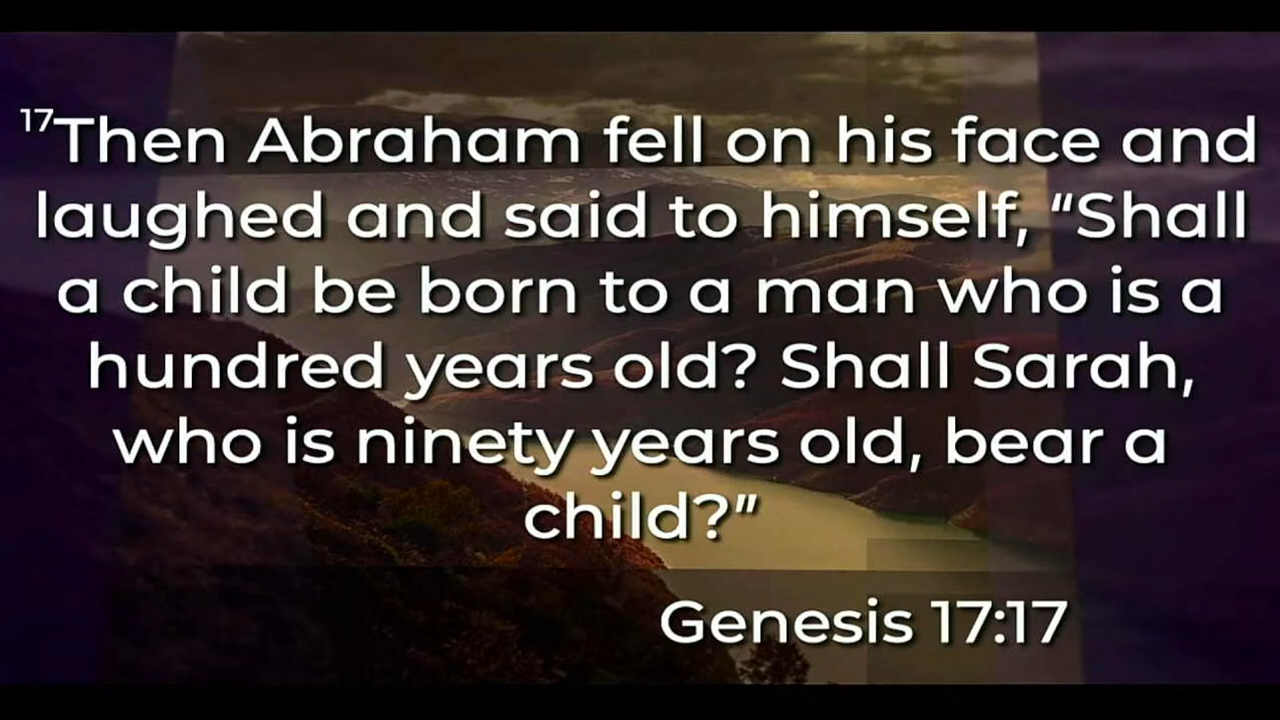 17Then Abraham fell on his face and
laughed and said to himself, “Shall
a child be born to a man who is a
hundred years old? Shall Sarah,
who is ninety years old, bear a
child?”
Genesis 17:17